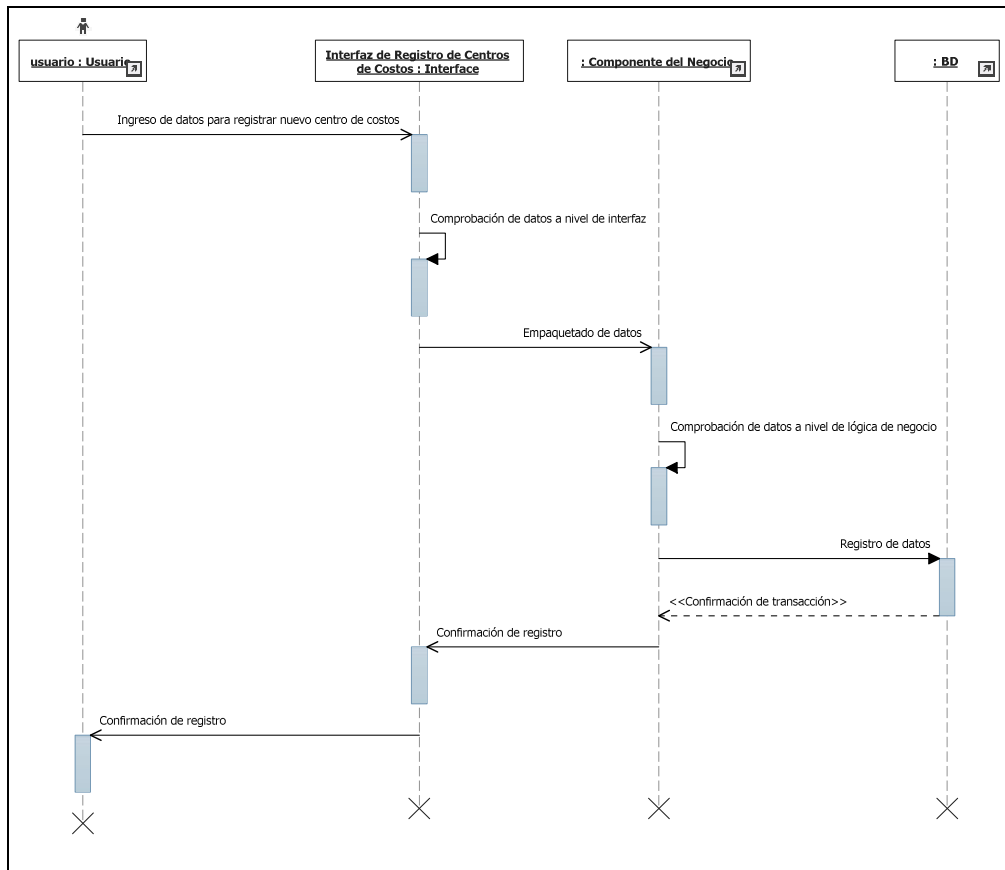 usuario : Usuario
Interfaz de Registro de Centros
de Costos : Interface
: Componente del Negocio
: BD
Ingreso de datos para registrar nuevo centro de costos
Comprobación de datos a nivel de interfaz
Empaquetado de datos
Comprobación de datos a nivel de lógica de negocio
Registro de datos
<<Confirmación de transacción>>
Confirmación de registro
Confirmación de registro